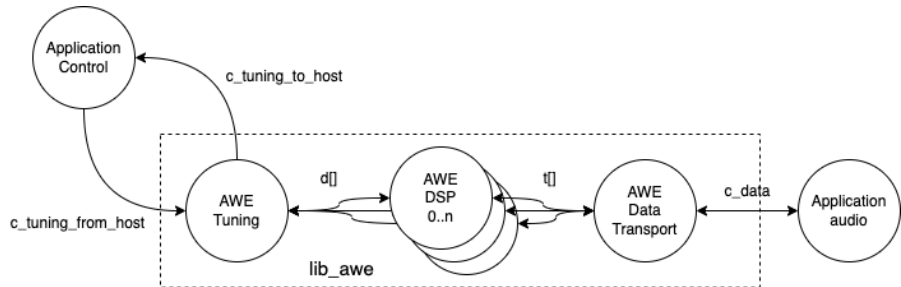 Application
Control
c_tuning_to_host
c_tuning_from_host
AWE
Tuning
d[]
AWE
DSP
0..n
t[]
AWE
Data
Transport
c_data
Application
audio
lib_awe